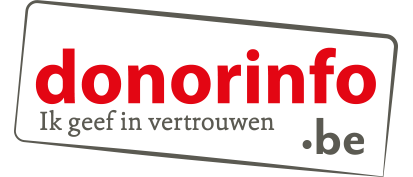 donorinfo
Ik geef in vertrouwen
.be